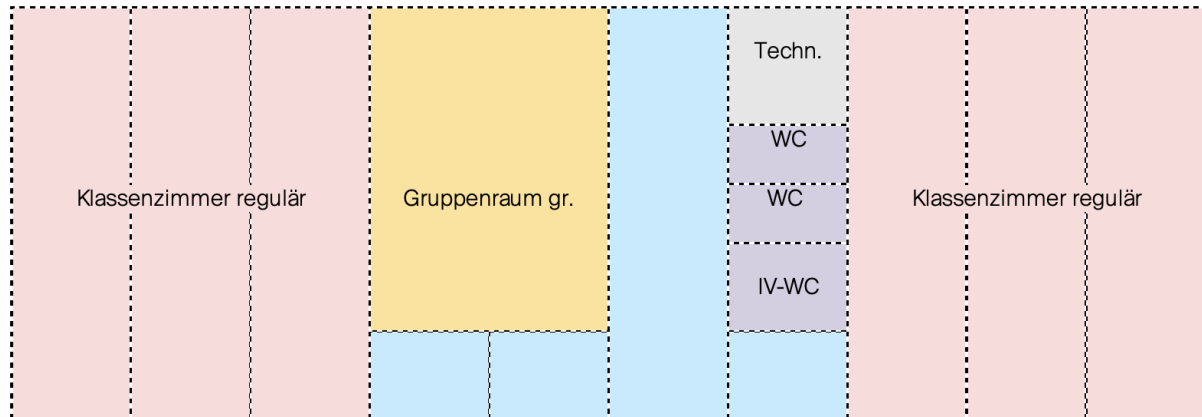 Techn.
WC
Klassenzimmer regulär
Gruppenraum gr.
WC
Klassenzimmer regulär
IV-WC